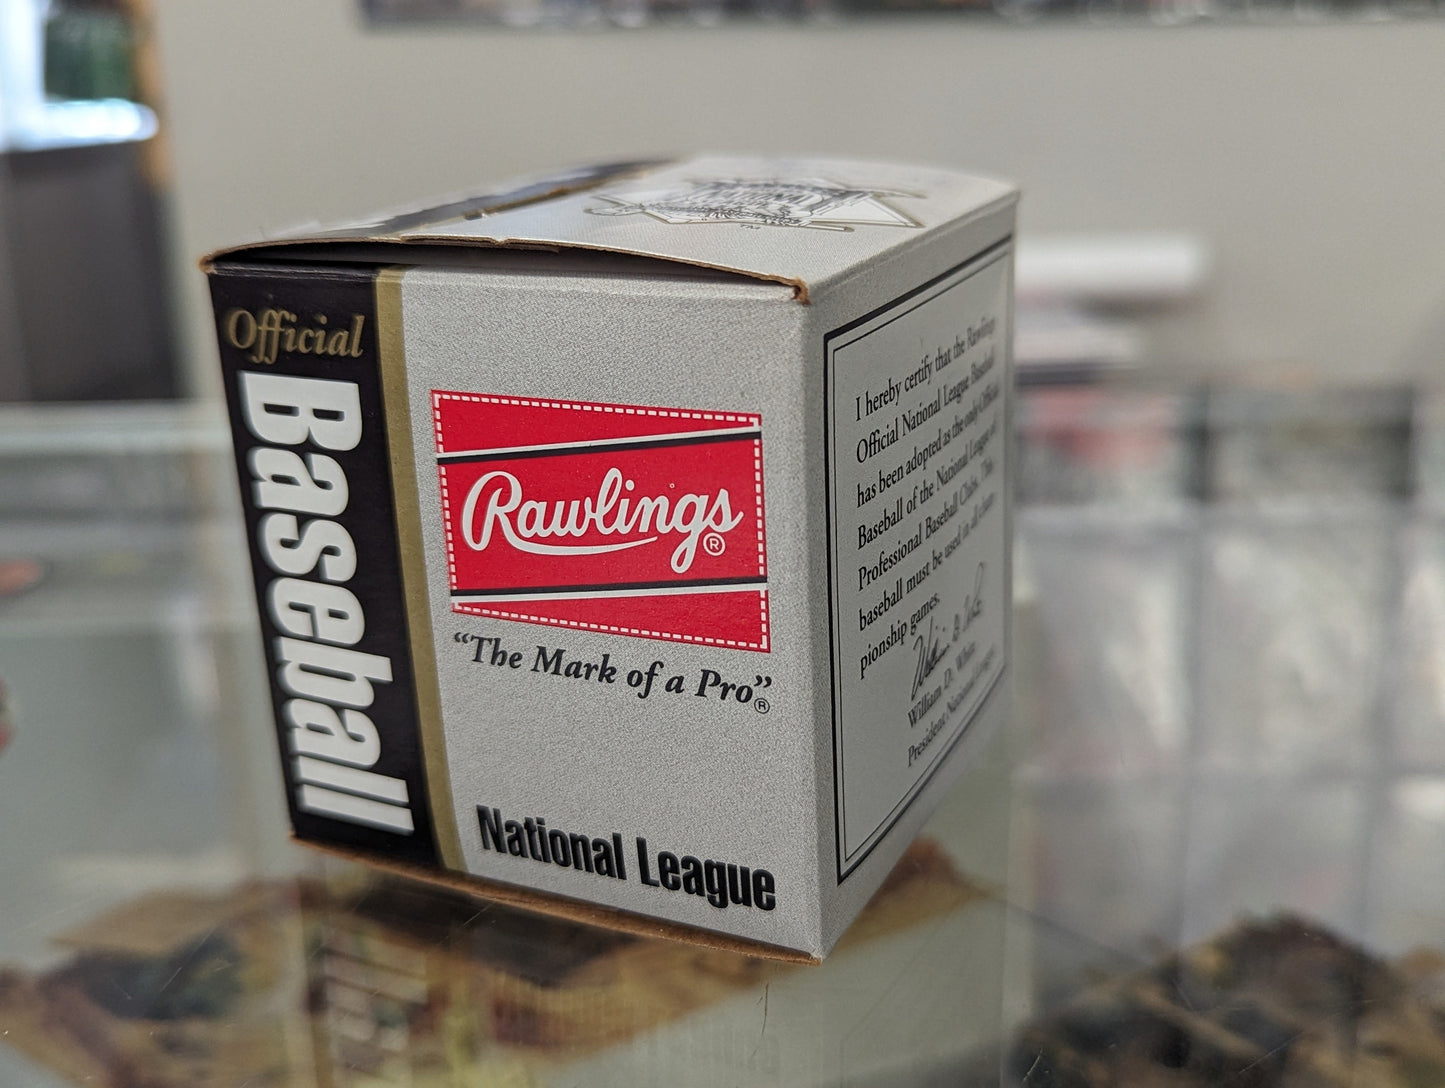 Official
Baseball
Rawlings®
“The Mark of a Pro”®
National League
I hereby certify that the Rawlings
Official National League Baseball
has been adopted as the only Official
Baseball of the National League of
Professional Baseball Clubs. This
baseball must be used in all cham-
pionship games.
William D. White
President National League
NATIONAL
TM